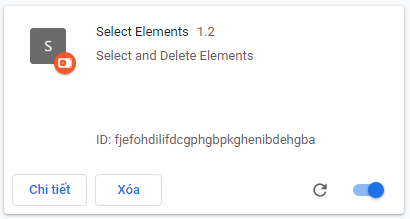 S
Select Elements 1.2
Select and Delete Elements
ID: fjefohdilifdcgphgbpkghenibdehgba
Chi tiết Xóa